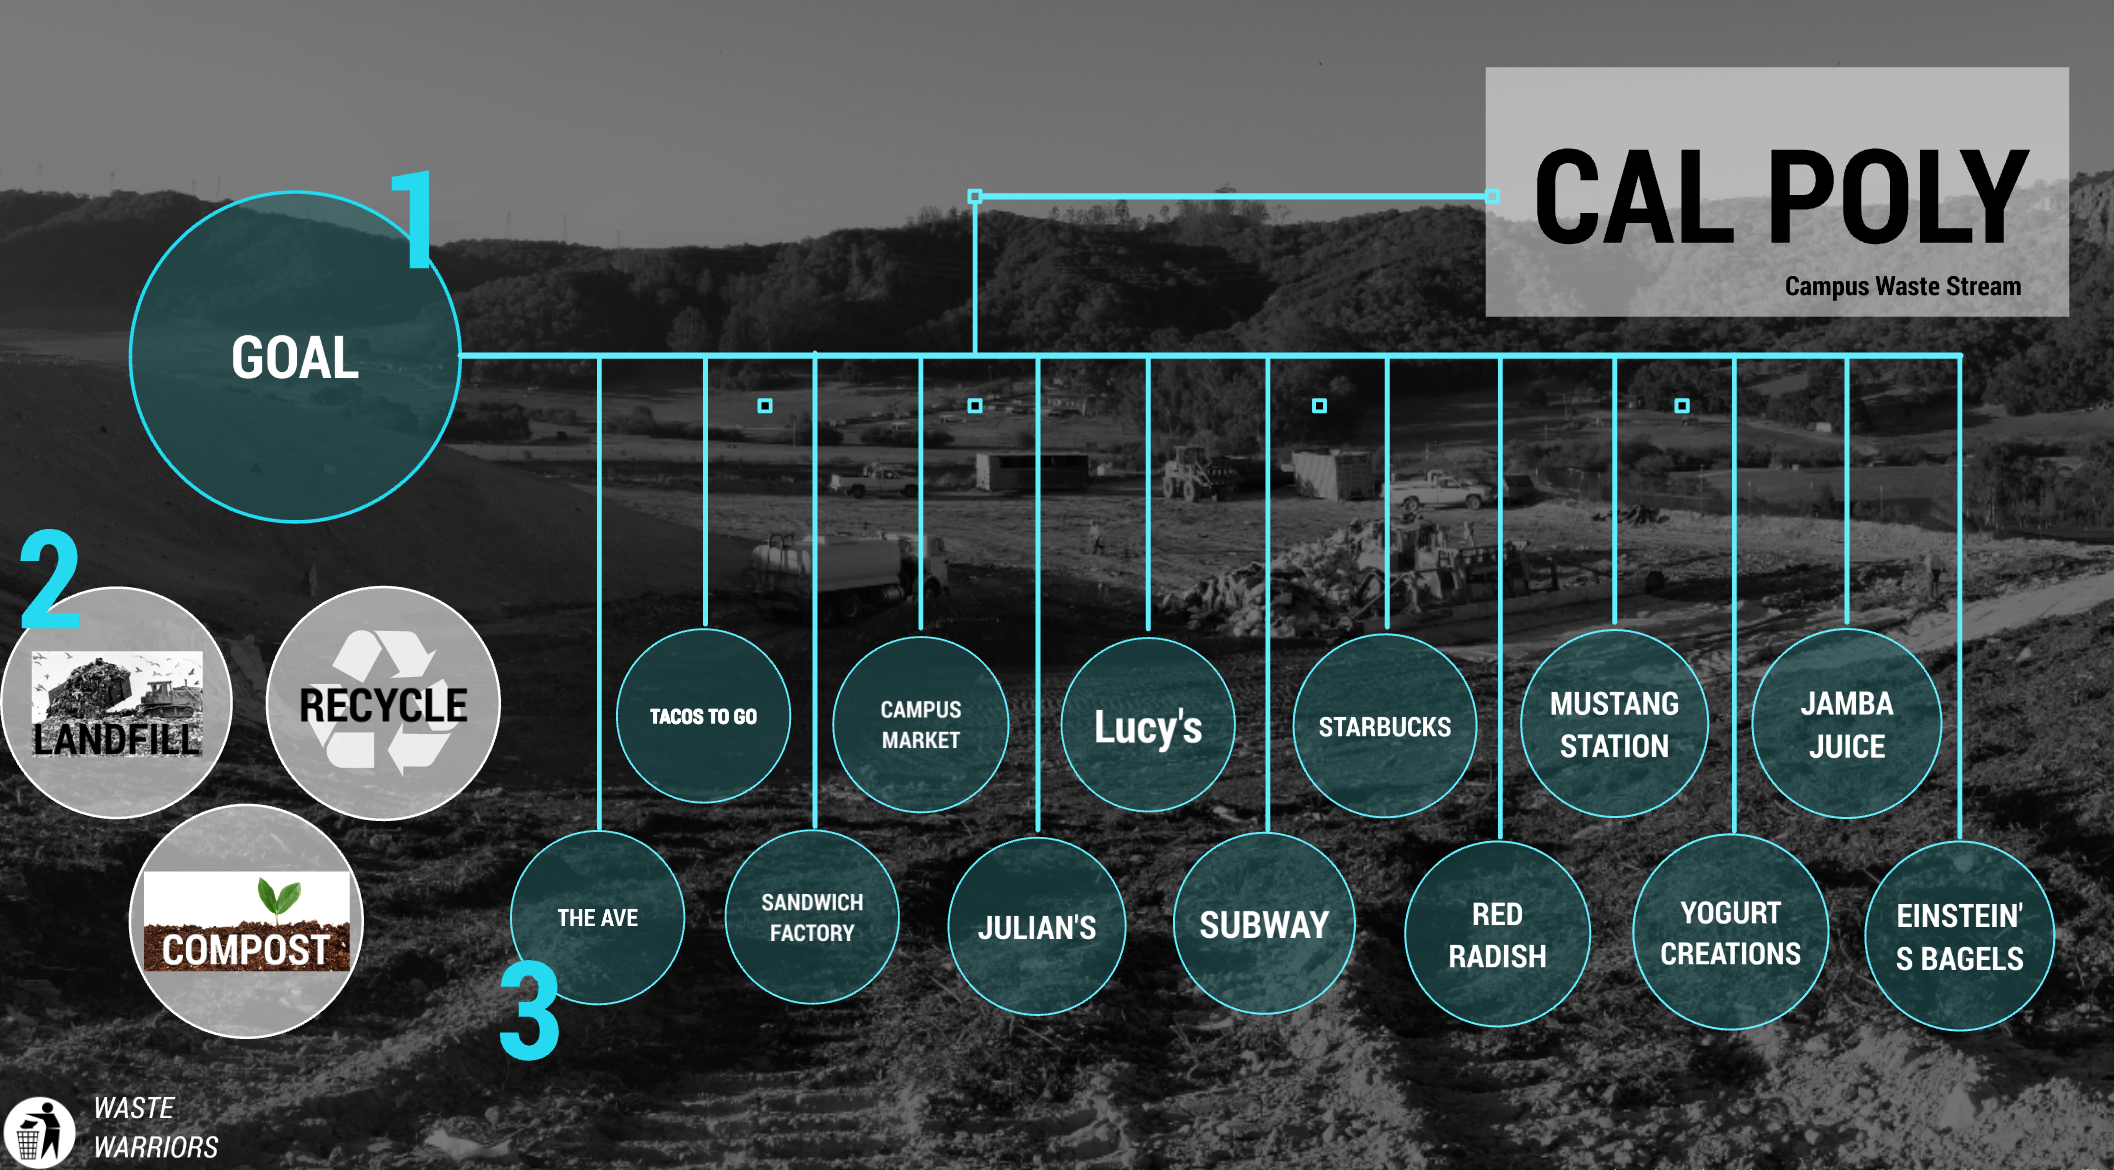 CAL POLY
Campus Waste Stream
1
GOAL
2
LANDFILL
RECYCLE
COMPOST
3
THE AVE
TACOS TO GO
SANDWICH
FACTORY
CAMPUS
MARKET
JULIAN'S
Lucy's
SUBWAY
STARBUCKS
RED
RADISH
MUSTANG
STATION
YOGURT
CREATIONS
JAMBA
JUICE
EINSTEIN'
S BAGELS
WASTE
WARRIORS